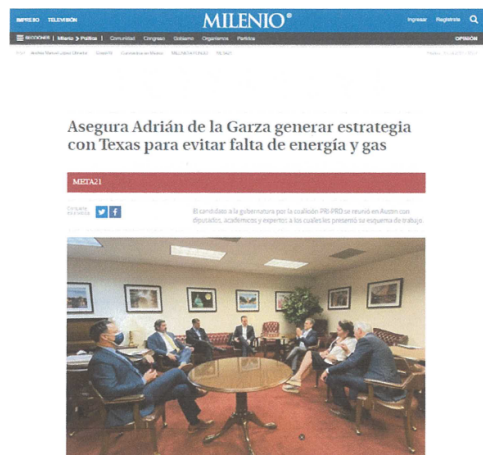 IMPRESO TELEVISIÓN
MILENIO®
Ingresar Registrate
SECCIONES | Milenio > Política | Comunidad Congreso Gobierno Organismos Partidos
OPINIÓN
Asegura Adrián de la Garza generar estrategia
con Texas para evitar falta de energía y gas
META21
El candidato a la gubernatura por la coalición PRI-PRD se reunió en Austin con
diputados, académicos y expertos a los cuales les presentó su esquema de trabajo.